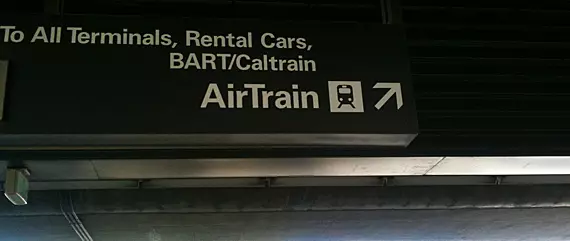 To All Terminals, Rental Cars,
BART/Caltrain
AirTrain